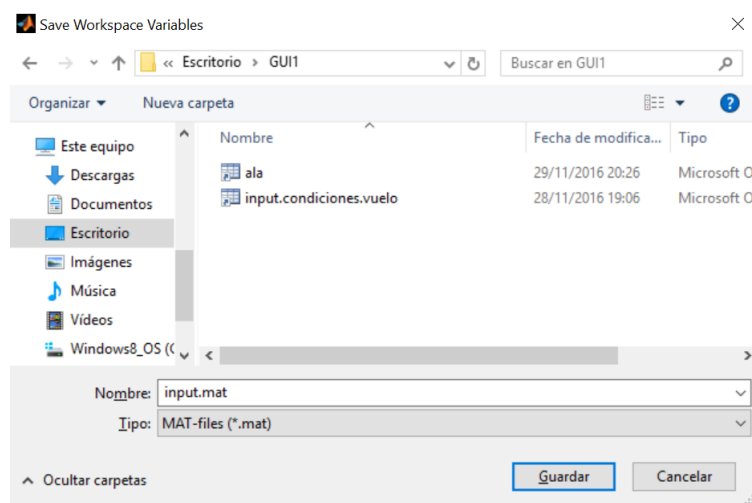 Save Workspace Variables
« Escritorio > GUI1
Buscar en GUI1
Organizar
Nueva carpeta
Este equipo
Descargas
Documentos
Escritorio
Imágenes
Música
Vídeos
Windows8_OS (C
Nombre
Fecha de modifica...
Tipo
ala
29/11/2016 20:26
Microsoft O
input.condiciones.vuelo
28/11/2016 19:06
Microsoft O
Nombre:
input.mat
Tipo:
MAT-files (*.mat)
Ocultar carpetas
Guardar
Cancelar